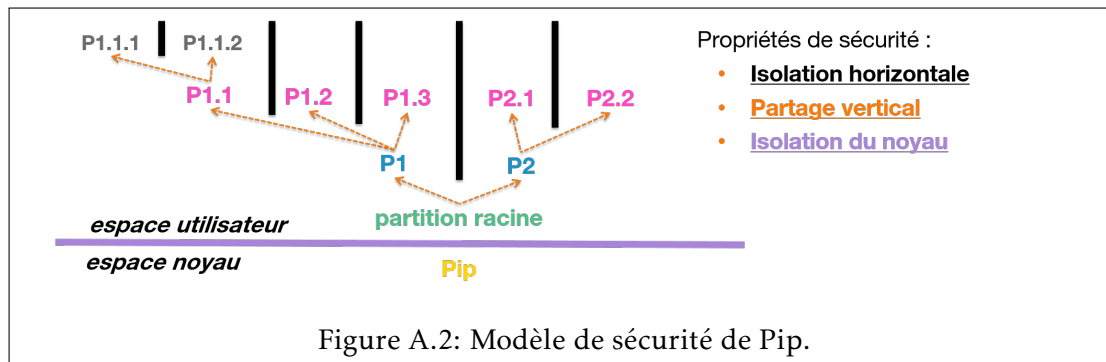 P1.1.1 P1.1.2
P1.1 P1.2 P1.3 P2.1 P2.2
P1 P2
partition racine
espace utilisateur
espace noyau
Pip
Propriétés de sécurité :
• Isolation horizontale
• Partage vertical
• Isolation du noyau
Figure A.2: Modèle de sécurité de Pip.